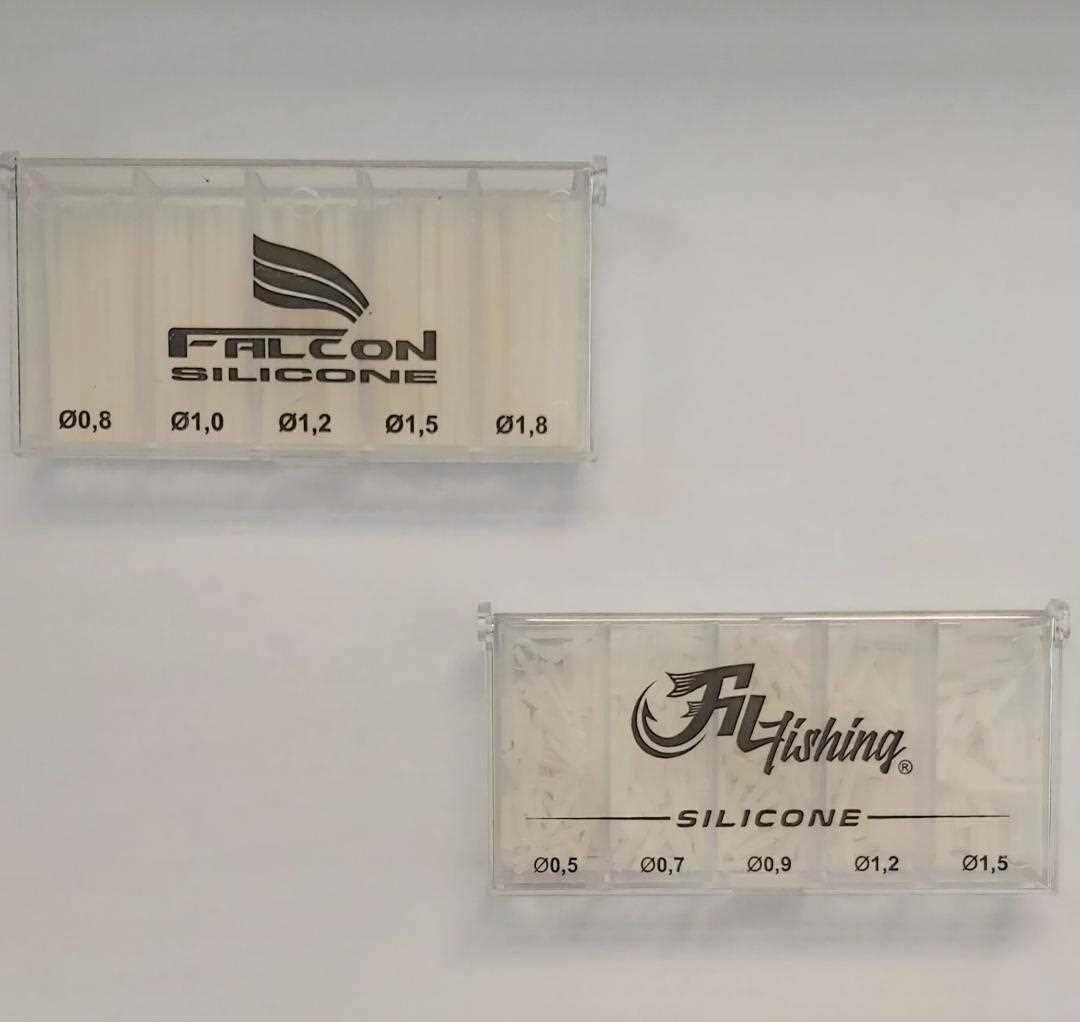 FALCON
SILICONE
Ø0,8 Ø1,0 Ø1,2 Ø1,5 Ø1,8
Filfishing®
SILICONE
Ø0,5 Ø0,7 Ø0,9 Ø1,2 Ø1,5